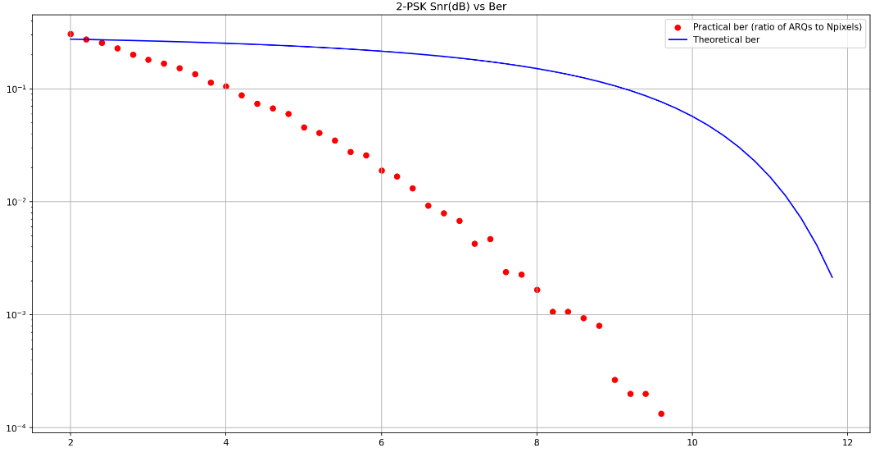 2-PSK Snr(dB) vs Ber
Practical ber (ratio of ARQs to Npixels)
Theoretical ber
10⁻¹
10⁻²
10⁻³
10⁻⁴
2 4 6 8 10 12